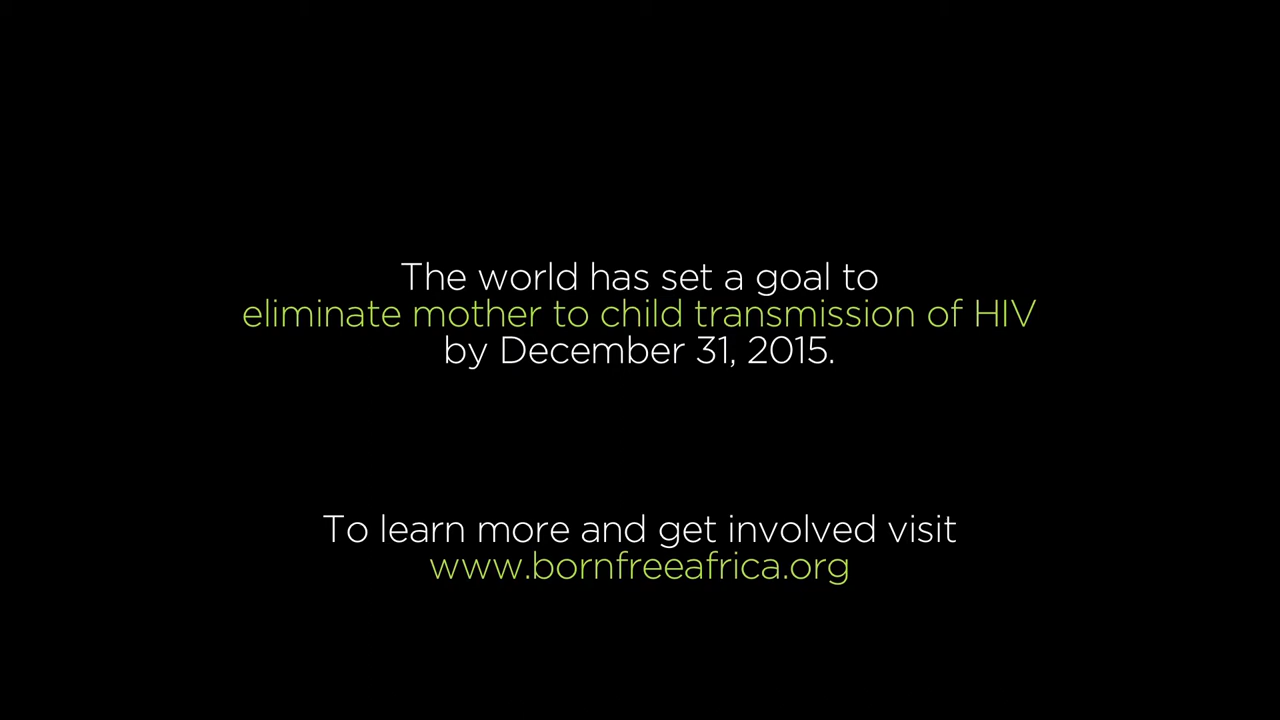 The world has set a goal to
eliminate mother to child transmission of HIV
by December 31, 2015.
To learn more and get involved visit
www.bornfreeafrica.org